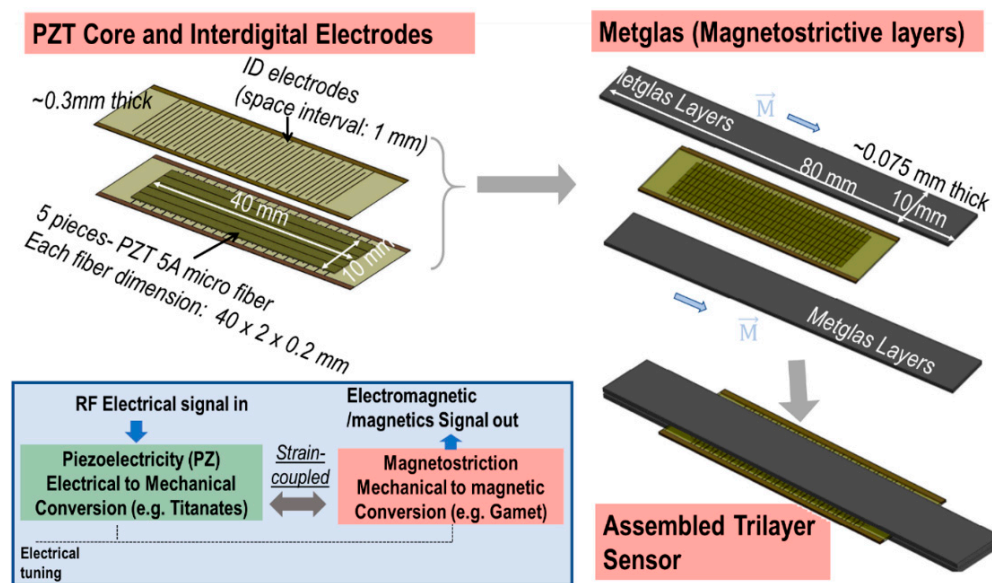 PZT Core and Interdigital Electrodes
ID electrodes
(space interval: 1 mm)
~0.3mm thick
40 mm
10 mm
5 pieces- PZT 5A micro fiber
Each fiber dimension: 40 x 2 x 0.2 mm
Metglas (Magnetostrictive layers)
letglas Layers
M
~0.075 mm thick
80 mm
10 mm
M
Metglas Layers
Assembled Trilayer
Sensor
RF Electrical signal in
Electromagnetic
/magnetics Signal out
Piezoelectricity (PZ)
Electrical to Mechanical
Conversion (e.g. Titanates)
Strain-
coupled
Magnetostriction
Mechanical to magnetic
Conversion (e.g. Gamet)
Electrical
tuning